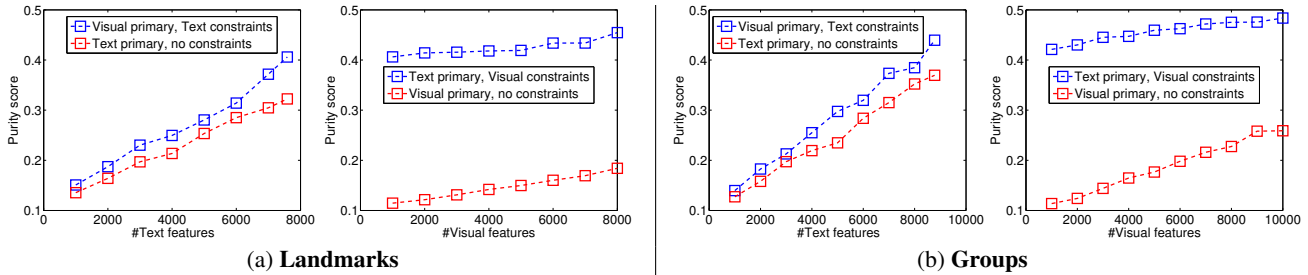 0.5
0.4
0.3
0.2
0.1
Purity score
Visual primary, Text constraints
Text primary, no constraints
0 2000 4000 6000 8000
#Text features
0.5
0.4
0.3
0.2
0.1
Purity score
Text primary, Visual constraints
Visual primary, no constraints
0 2000 4000 6000 8000
#Visual features
(a) Landmarks
0.5
0.4
0.3
0.2
0.1
Purity score
Visual primary, Text constraints
Text primary, no constraints
0 2000 4000 6000 8000 10000
#Text features
0.5
0.4
0.3
0.2
0.1
Purity score
Text primary, Visual constraints
Visual primary, no constraints
0 2000 4000 6000 8000 10000
#Visual features
(b) Groups